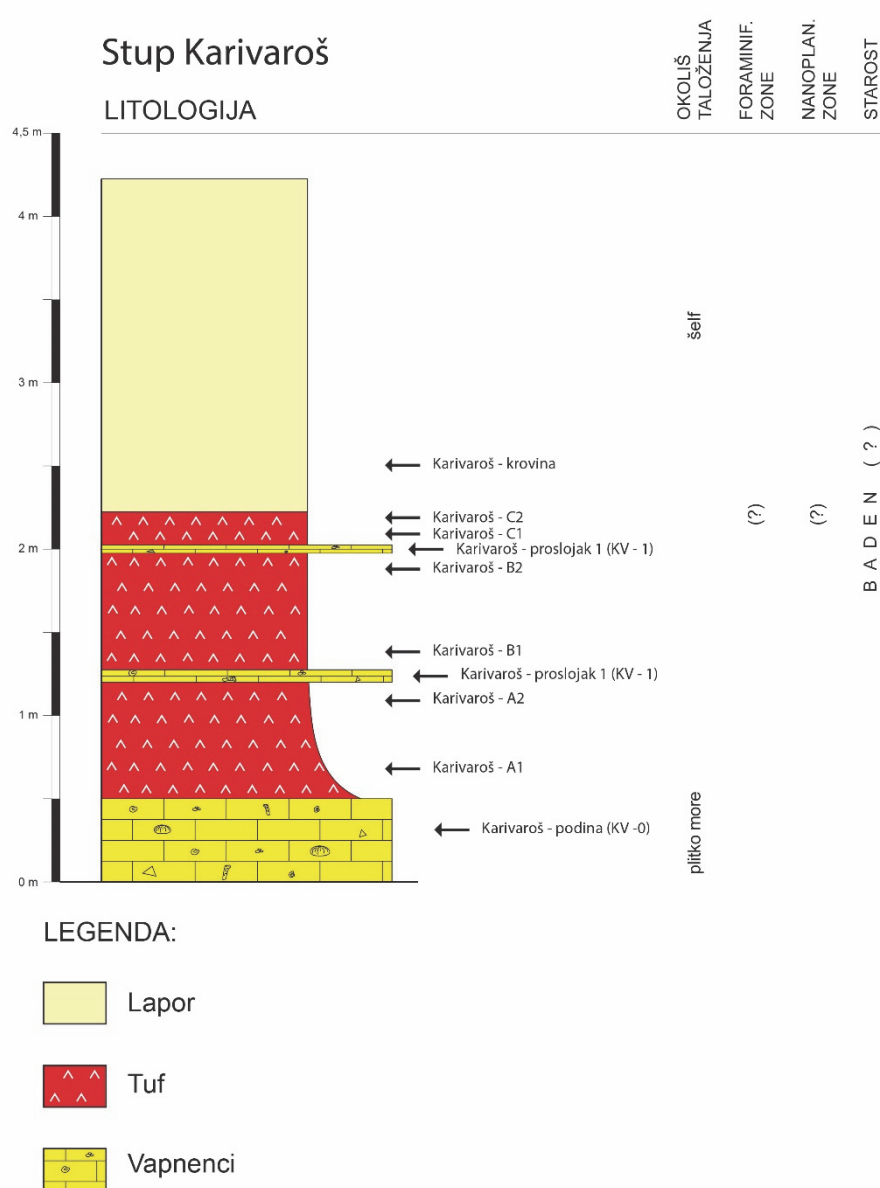 Stup Karivaroš
LITOLOGIJA
OKOLIŠ
TALOŽENJA
FORAMINIF.
ZONE
NANOPLAN.
ZONE
STAROST
4,5 m
4 m
3 m
2 m
1 m
0 m
šelf
plitko more
(?)
(?)
BADEN (?)
Karivaroš - krovina
Karivaroš - C2
Karivaroš - C1
Karivaroš - proslojak 1 (KV - 1)
Karivaroš - B2
Karivaroš - B1
Karivaroš - proslojak 1 (KV - 1)
Karivaroš - A2
Karivaroš - A1
Karivaroš - podina (KV -0)
LEGENDA:
Lapor
Tuf
Vapnenci